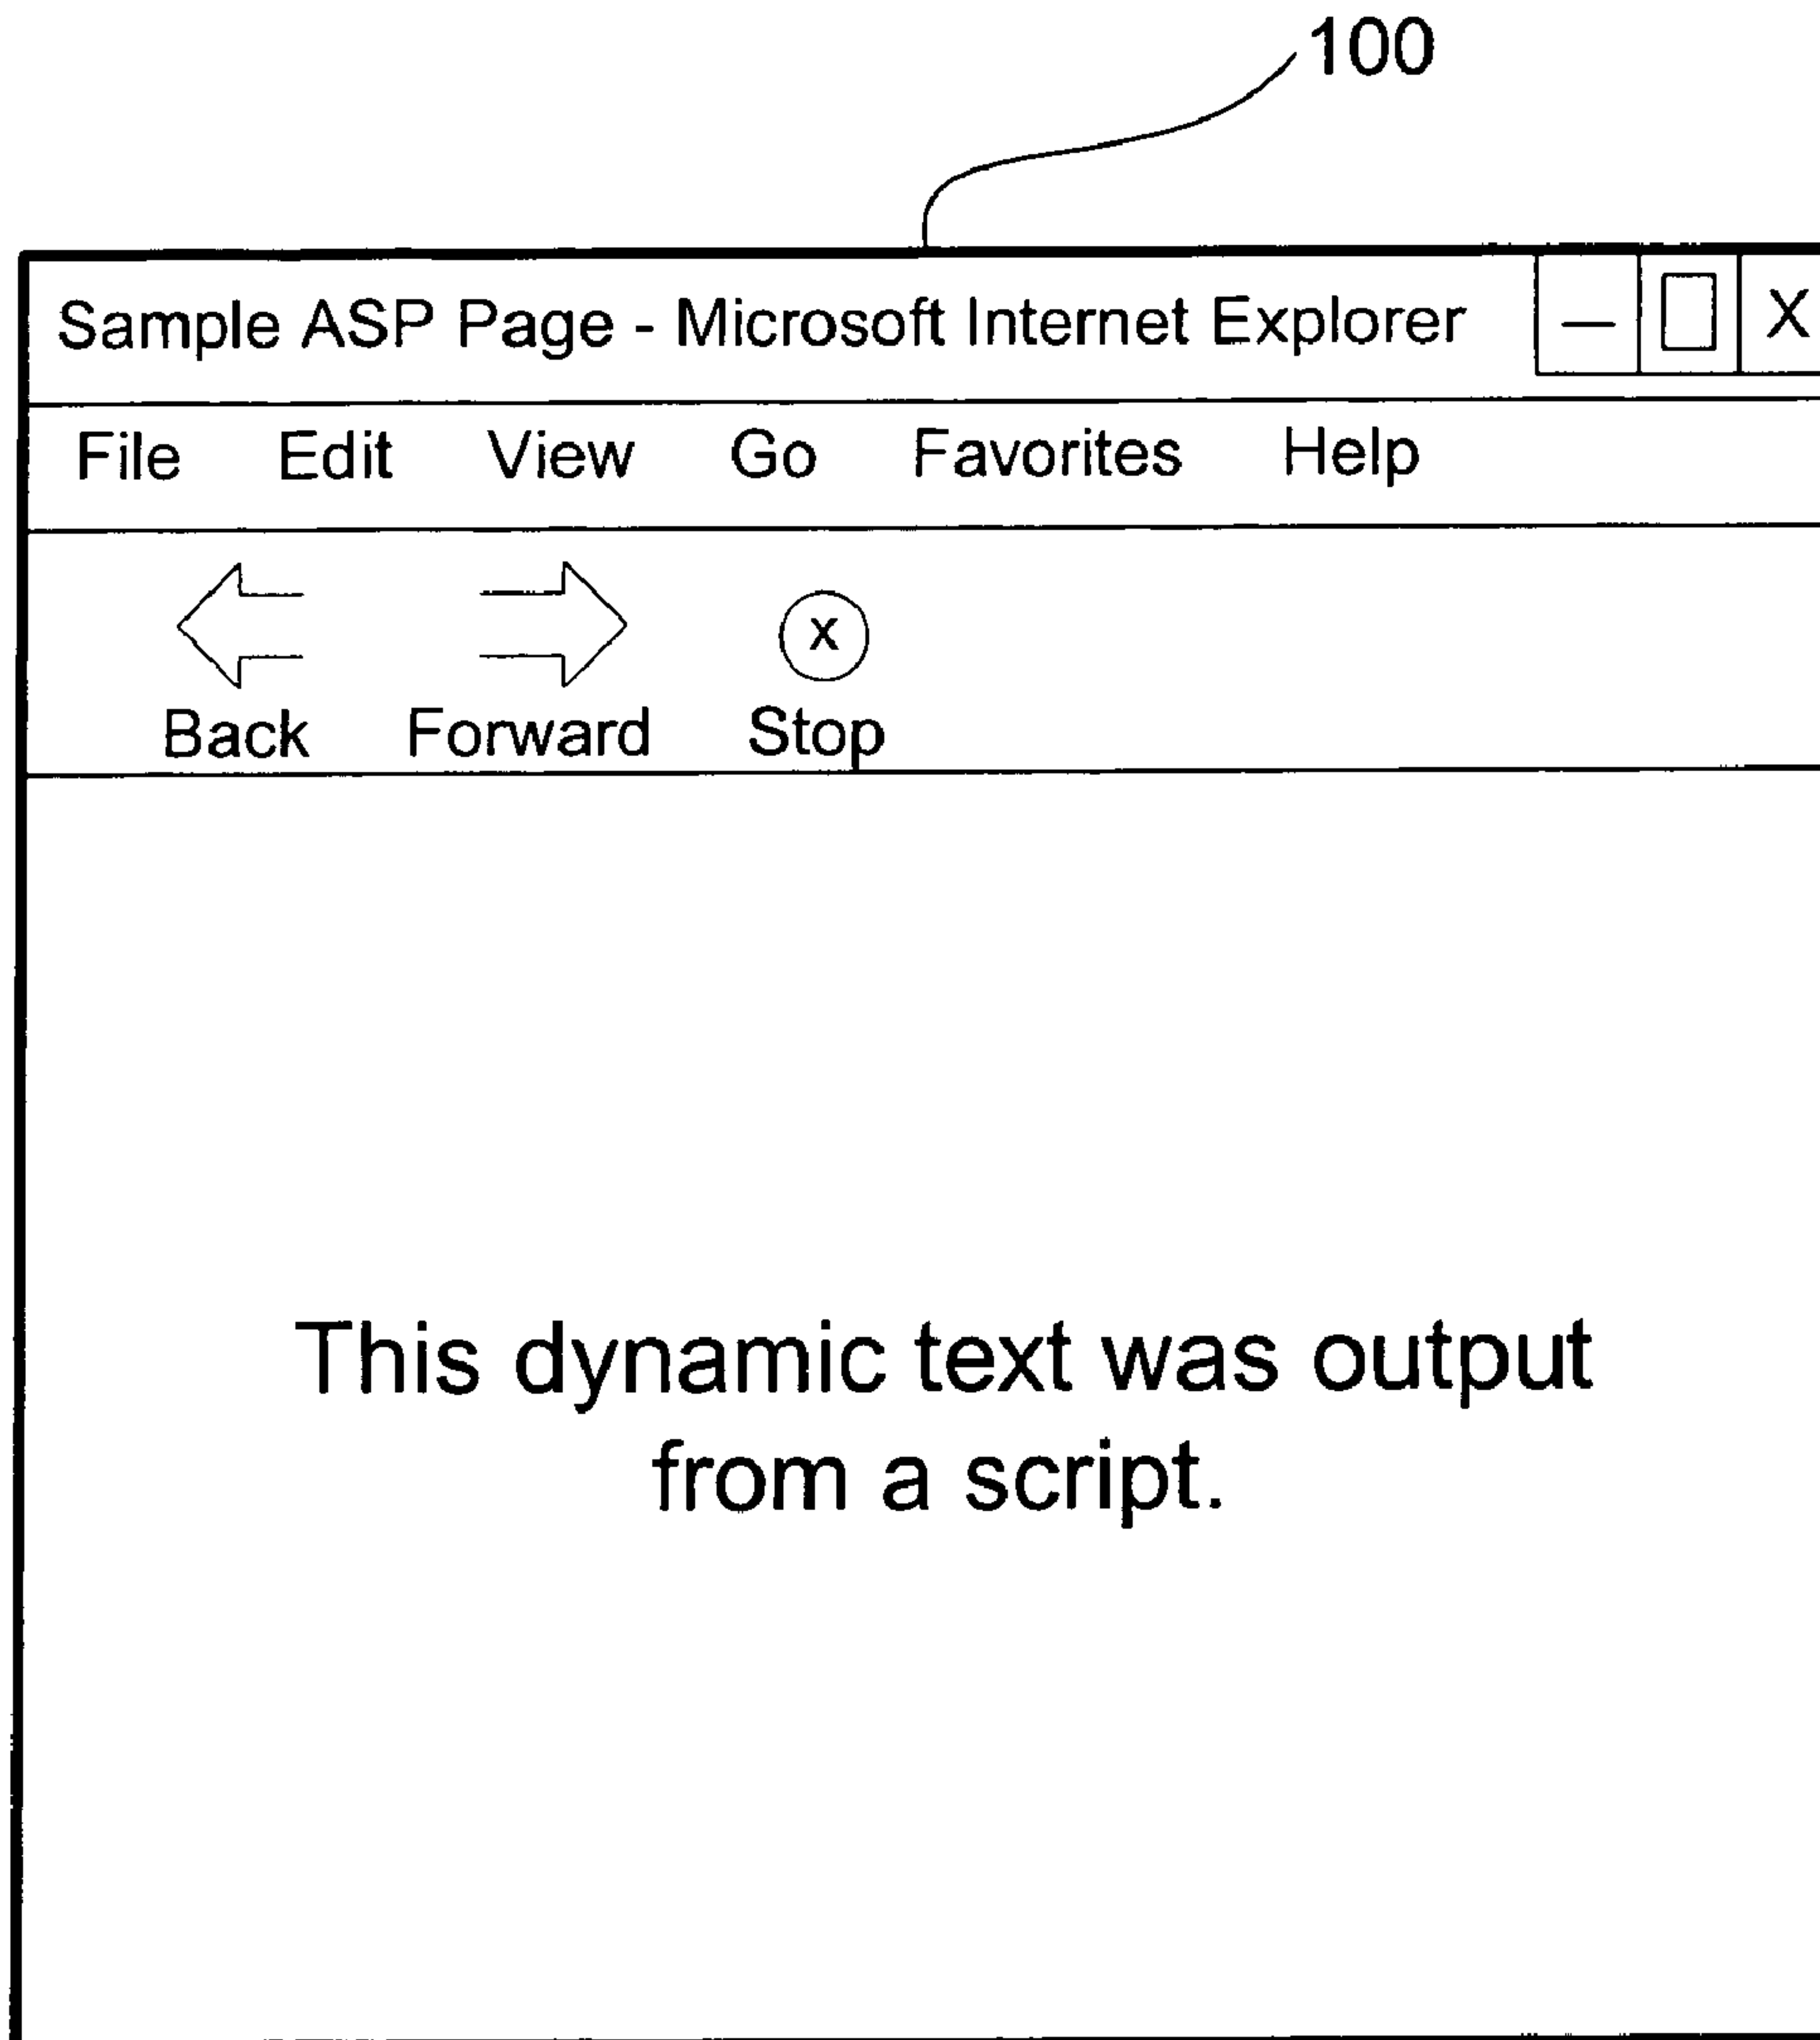 100
Sample ASP Page - Microsoft Internet Explorer
X
File Edit View Go Favorites Help
x
Back Forward Stop
This dynamic text was output
from a script.